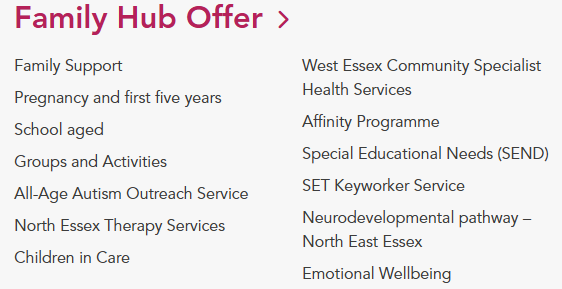 Family Hub Offer >
Family Support
Pregnancy and first five years
School aged
Groups and Activities
All-Age Autism Outreach Service
North Essex Therapy Services
Children in Care
West Essex Community Specialist
Health Services
Affinity Programme
Special Educational Needs (SEND)
SET Keyworker Service
Neurodevelopmental pathway –
North East Essex
Emotional Wellbeing